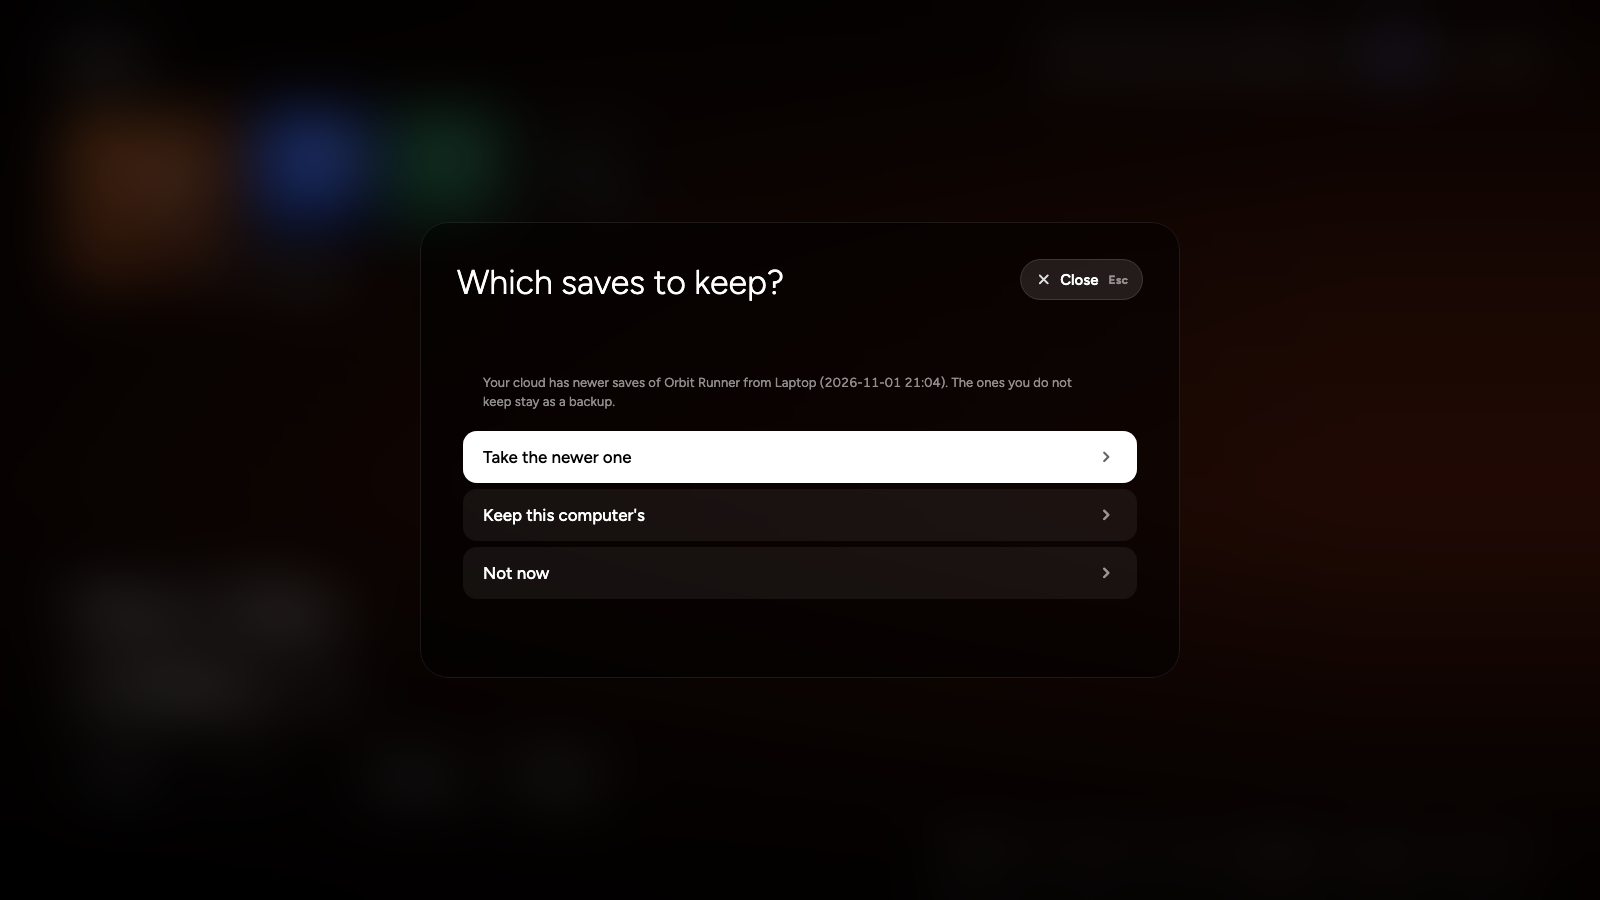 Which saves to keep?
Close Esc
Your cloud has newer saves of Orbit Runner from Laptop (2026-11-01 21:04). The ones you do not
keep stay as a backup.
Take the newer one
Keep this computer's
Not now